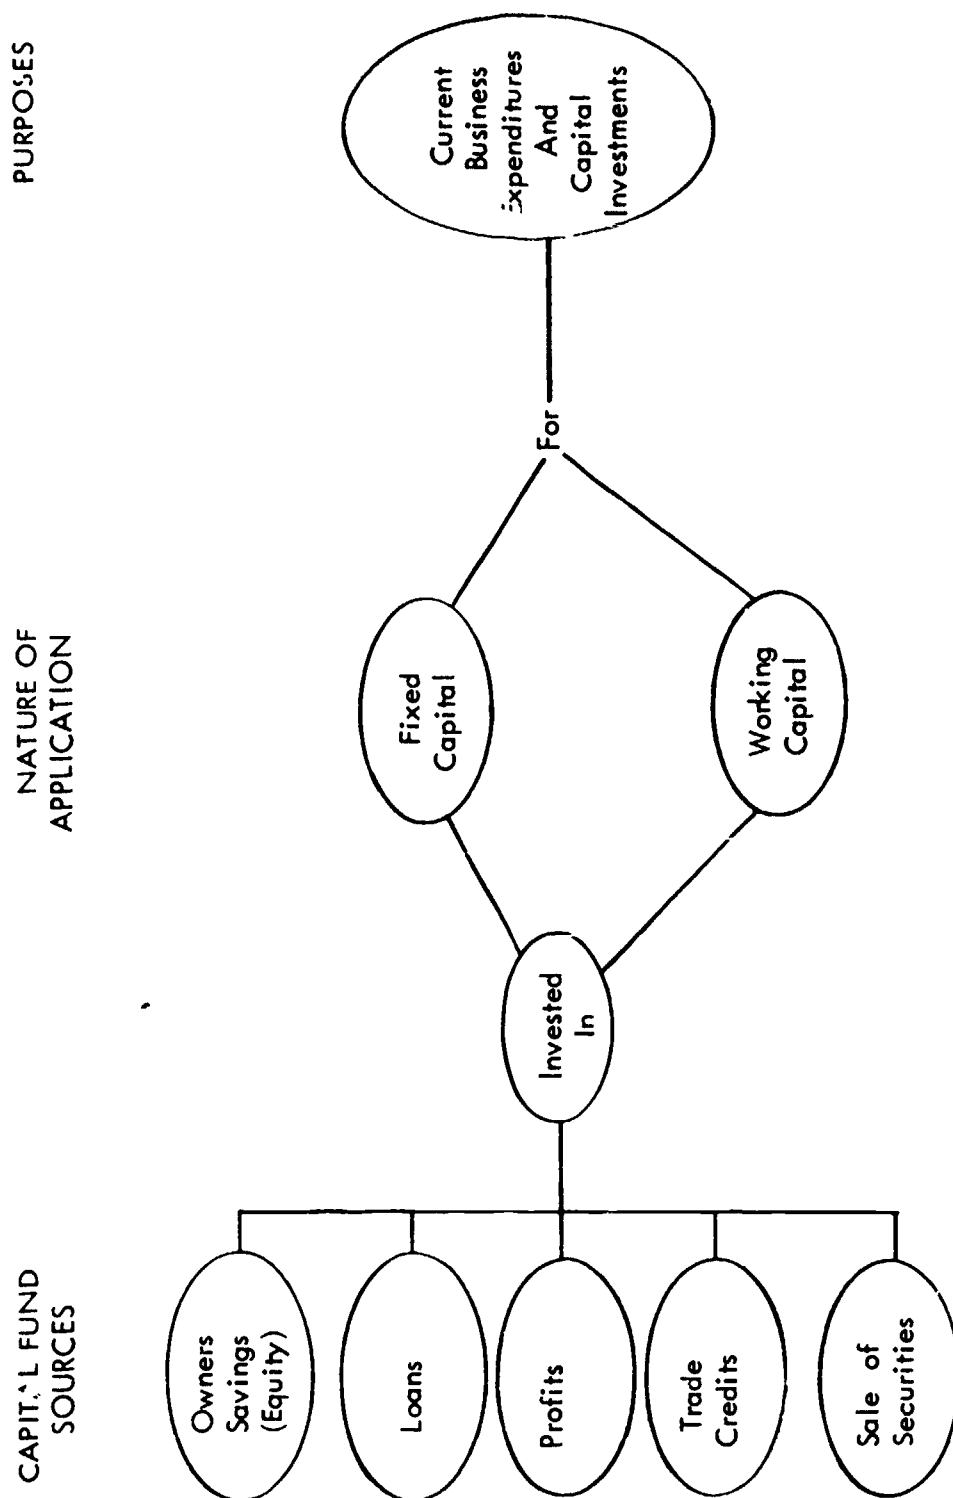 CAPITAL FUND
SOURCES
NATURE OF
APPLICATION
PURPOSES
Owners
Savings
(Equity)
Loans
Profits
Trade
Credits
Sale of
Securities
Invested
In
Fixed
Capital
Working
Capital
For
Current
Business
Expenditures
And
Capital
Investments